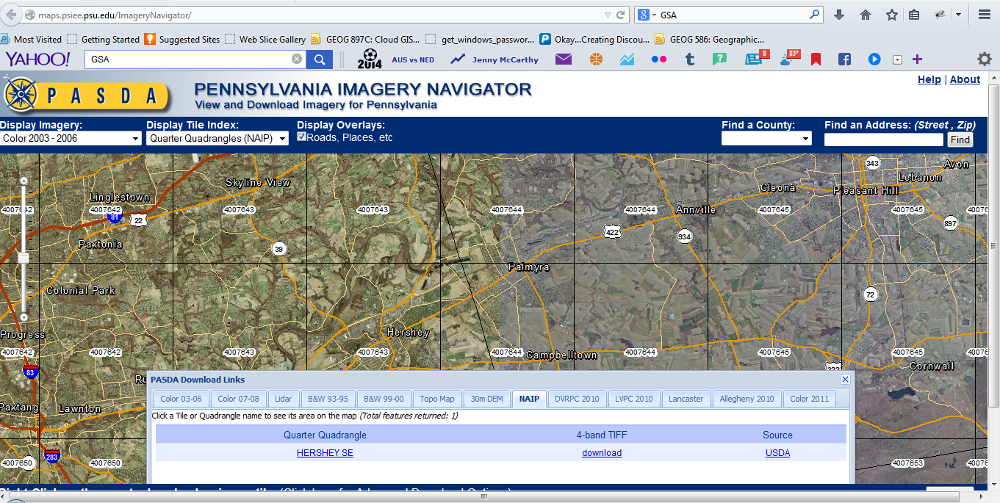 maps.psiee.psu.edu/ImageryNavigator/
GSA
Most Visited Getting Started Suggested Sites Web Slice Gallery GEOG 897C: Cloud GIS... get_windows_passwor... Okay...Creating Discou... GEOG 586: Geographic...
YAHOO! GSA 2014 AUS vs NED Jenny McCarthy 8 83°
Help | About
PASDA
PENNSYLVANIA IMAGERY NAVIGATOR
View and Download Imagery for Pennsylvania
Display Imagery: Display Tile Index: Display Overlays: Find a County: Find an Address: (Street , Zip)
Color 2003 - 2006 Quarter Quadrangles (NAIP) Roads, Places, etc Find
343 Avon
Skyline View Lebanon
Linglestown Cleona Pleasant Hill
4007642 4007642 4007643 4007643 4007644 4007644 Annville 4007645 4007645 40076
81 22 897
422 934
Paxtonia 39
Palmyra
Colonial Park 72
Progress Hershey
4007642 4007642 4007643 4007643 4007644 Campbelltown 4007644 4007645 4007645 40076
83 322 Cornwall
Ru
PASDA Download Links
Color 03-06 Color 07-08 Lidar B&W 93-95 B&W 99-00 Topo Map 30m DEM NAIP DVRPC 2010 LVPC 2010 Lancaster Allegheny 2010 Color 2011
Paxtang Lawnton
Click a Tile or Quadrangle name to see its area on the map (Total features returned: 1)
Quarter Quadrangle 4-band TIFF Source
HERSHEY SE download USDA
283
4007650 4007650 4007653 40076